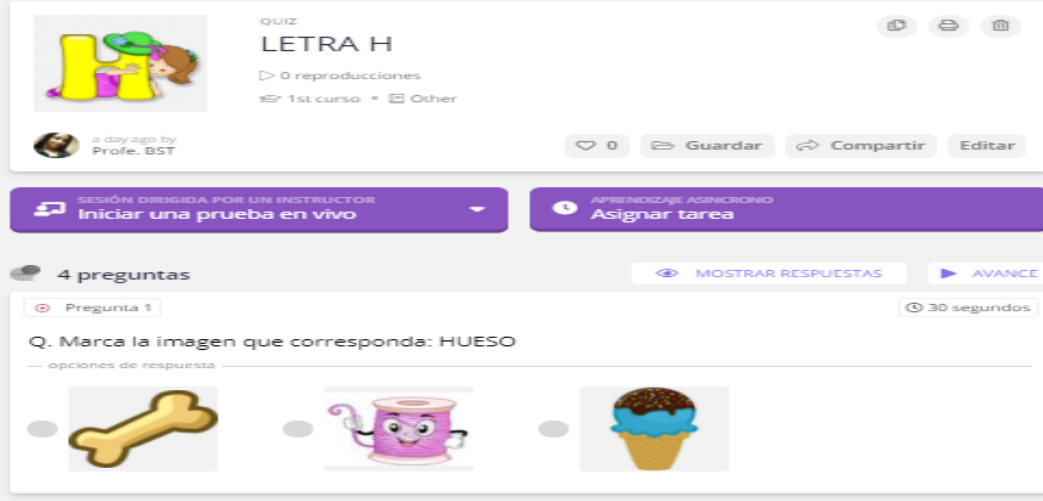 QUIZ
LETRA H
0 reproducciones
1st curso • Other
a day ago by
Profe. BST
0
Guardar
Compartir
Editar
SESIÓN DIRIGIDA POR UN INSTRUCTOR
Iniciar una prueba en vivo
APRENDIZAJE ASINCRONO
Asignar tarea
4 preguntas
MOSTRAR RESPUESTAS
AVANCE
Pregunta 1
30 segundos
Q. Marca la imagen que corresponda: HUESO
opciones de respuesta